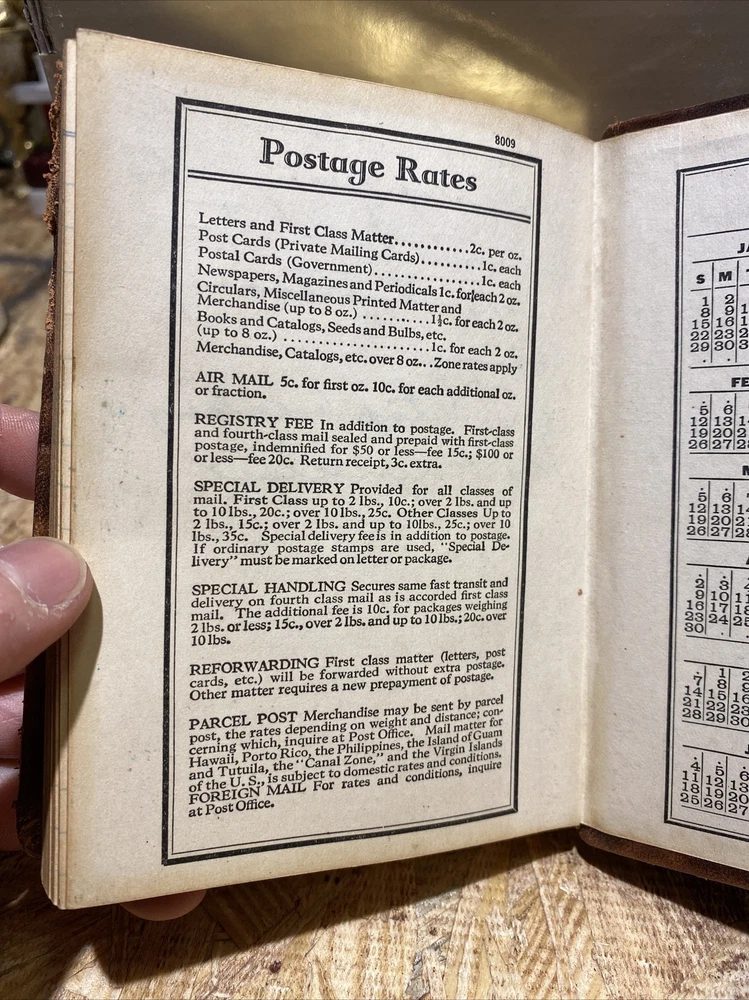 8009
Postage Rates
Letters and First Class Matter............2c. per oz.
Post Cards (Private Mailing Cards)..........1c. each
Postal Cards (Government)................1c. each
Newspapers, Magazines and Periodicals 1c. for each 2 oz.
Circulars, Miscellaneous Printed Matter and
Merchandise (up to 8 oz.) ..........1½c. for each 2 oz.
Books and Catalogs, Seeds and Bulbs, etc.
(up to 8 oz.) ......................1c. for each 2 oz.
Merchandise, Catalogs, etc. over 8 oz...Zone rates apply
AIR MAIL 5c. for first oz. 10c. for each additional oz.
or fraction.
REGISTRY FEE In addition to postage. First-class
and fourth-class mail sealed and prepaid with first-class
postage, indemnified for $50 or less—fee 15c.; $100 or
or less—fee 20c. Return receipt, 3c. extra.
SPECIAL DELIVERY Provided for all classes of
mail. First Class up to 2 lbs., 10c.; over 2 lbs. and up
to 10 lbs., 20c.; over 10 lbs., 25c. Other Classes Up to
2 lbs., 15c.; over 2 lbs. and up to 10lbs., 25c.; over 10
lbs., 35c. Special delivery fee is in addition to postage.
If ordinary postage stamps are used, "Special De-
livery" must be marked on letter or package.
SPECIAL HANDLING Secures same fast transit and
delivery on fourth class mail as is accorded first class
mail. The additional fee is 10c. for packages weighing
2 lbs. or less; 15c., over 2 lbs. and up to 10 lbs.; 20c. over
10 lbs.
REFORWARDING First class matter (letters, post
cards, etc.) will be forwarded without extra postage.
Other matter requires a new prepayment of postage.
PARCEL POST Merchandise may be sent by parcel
post, the rates depending on weight and distance; con-
cerning which, inquire at Post Office. Mail matter for
Hawaii, Porto Rico, the Philippines, the Island of Guam
and Tutuila, the "Canal Zone," and the Virgin Islands
of the U. S., is subject to domestic rates and conditions.
FOREIGN MAIL For rates and conditions, inquire
at Post Office.
JA
S M
1 2
8 9
15 16
22 23
29 30
FE
5 6
12 13
19 20
26 27
5 6
12 13
19 20
26 27
2 3
9 10
16 17
23 24
30
1
7 8
14 15
21 22
28 29
4 5
11 12
18 19
25 26